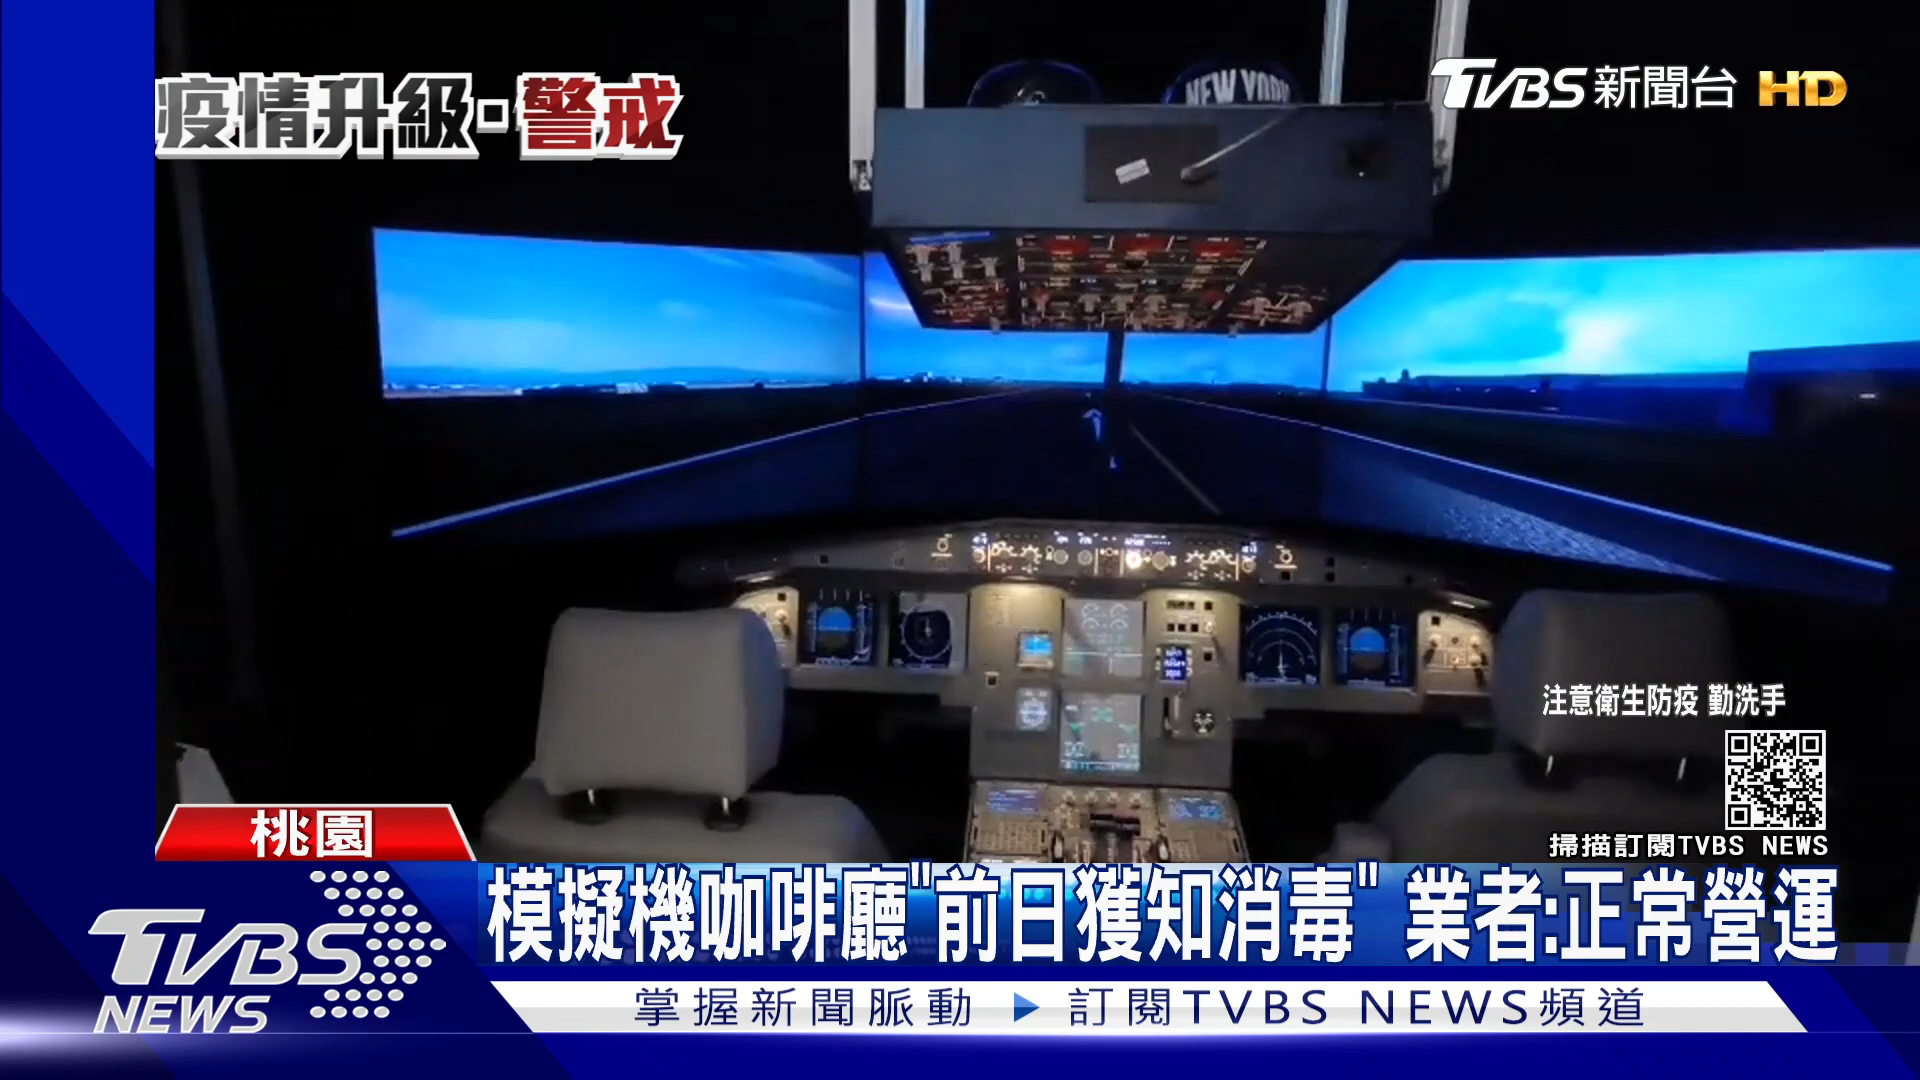 疫情升級·警戒
TVBS新聞台 HD
NEW YORK
注意衛生防疫 勤洗手
掃描訂閱TVBS NEWS
桃園
模擬機咖啡廳"前日獲知消毒" 業者:正常營運
TVBS
NEWS
掌握新聞脈動 ▶ 訂閱TVBS NEWS頻道